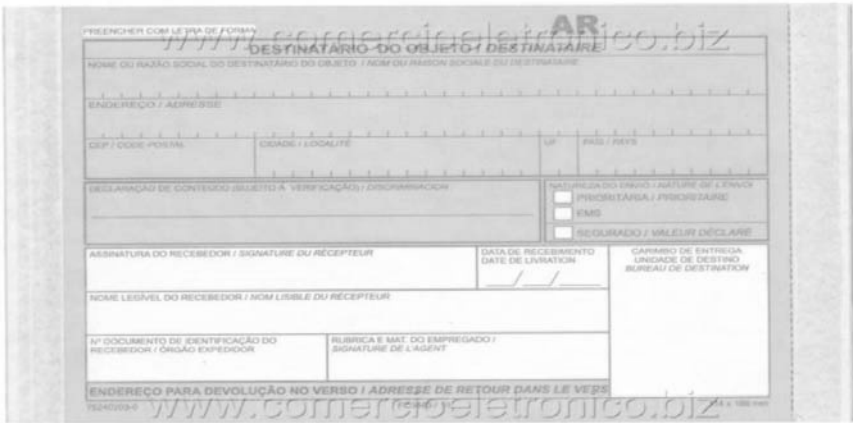 PREENCHER COM LETRA DE FORMA
AR
www.comercioeletronico.biz
DESTINATÁRIO DO OBJETO / DESTINATAIRE
NOME OU RAZÃO SOCIAL DO DESTINATÁRIO DO OBJETO / NOM OU RAISON SOCIALE DU DESTINATAIRE
ENDEREÇO / ADRESSE
CEP / CODE POSTAL CIDADE / LOCALITÉ UF PAÍS / PAYS
DECLARAÇÃO DE CONTEÚDO (SUJEITO À VERIFICAÇÃO) / DISCRIMINACION
NATUREZA DO ENVIO / NATURE DE L'ENVOI
PRIORITÁRIA / PRIORITAIRE
EMS
SEGURADO / VALEUR DÉCLARÉ
ASSINATURA DO RECEBEDOR / SIGNATURE DU RÉCEPTEUR
DATA DE RECEBIMENTO
DATE DE LIVRATION
CARIMBO DE ENTREGA
UNIDADE DE DESTINO
BUREAU DE DESTINATION
NOME LEGÍVEL DO RECEBEDOR / NOM LISIBLE DU RÉCEPTEUR
Nº DOCUMENTO DE IDENTIFICAÇÃO DO
RECEBEDOR / ÓRGÃO EXPEDIDOR
RUBRICA E MAT. DO EMPREGADO /
SIGNATURE DE L'AGENT
ENDEREÇO PARA DEVOLUÇÃO NO VERSO / ADRESSE DE RETOUR DANS LE VERS
75240203-0
www.comercioeletronico.biz